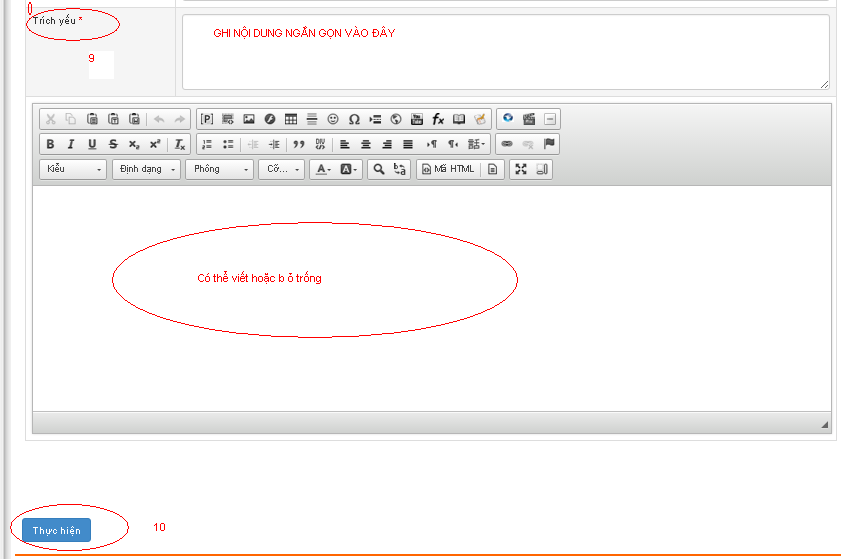 Trích yếu *
GHI NỘI DUNG NGẮN GỌN VÀO ĐÂY
9
Kiểu
Định dạng
Phông
Cỡ...
Mã HTML
Có thể viết hoặc b ỏ trống
Thực hiện
10